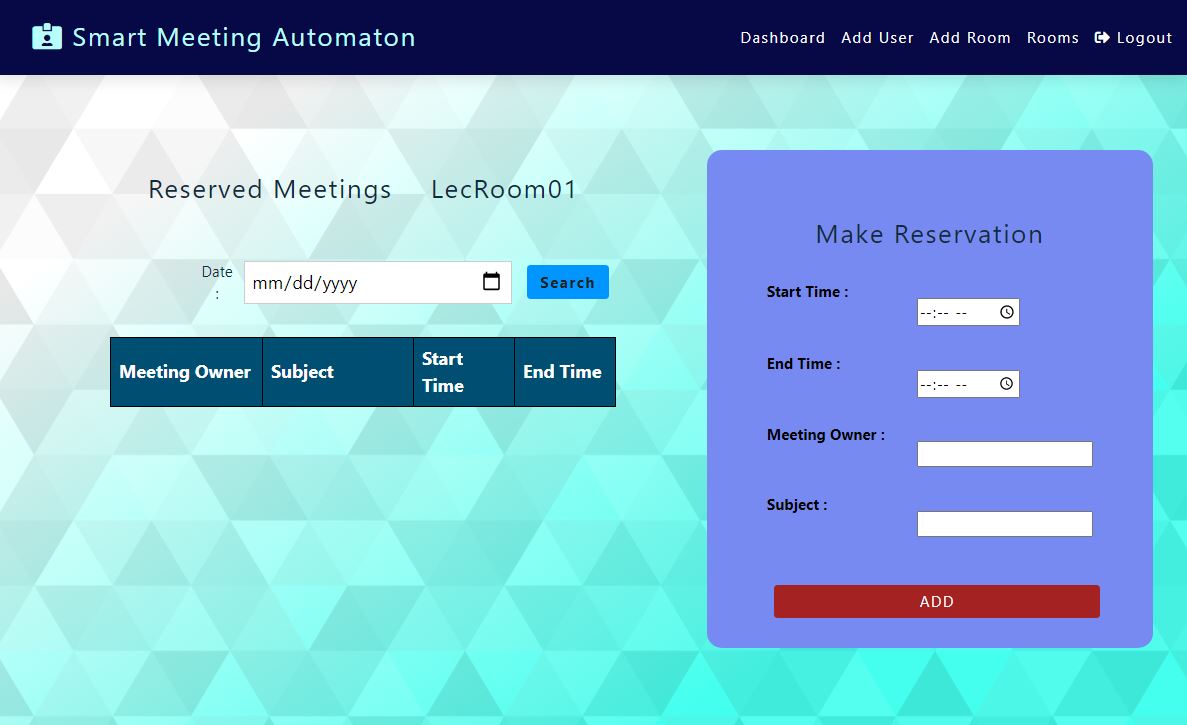 Smart Meeting Automaton
Dashboard Add User Add Room Rooms Logout
Reserved Meetings LecRoom01
Date
:
mm/dd/yyyy
Search
Meeting Owner Subject Start
Time End Time
Make Reservation
Start Time :
--:-- --
End Time :
--:-- --
Meeting Owner :
Subject :
ADD